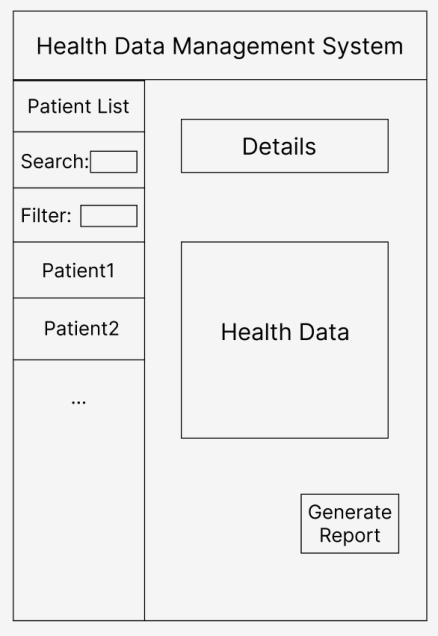 Health Data Management System
Patient List
Search:
Filter:
Patient1
Patient2
...
Details
Health Data
Generate
Report